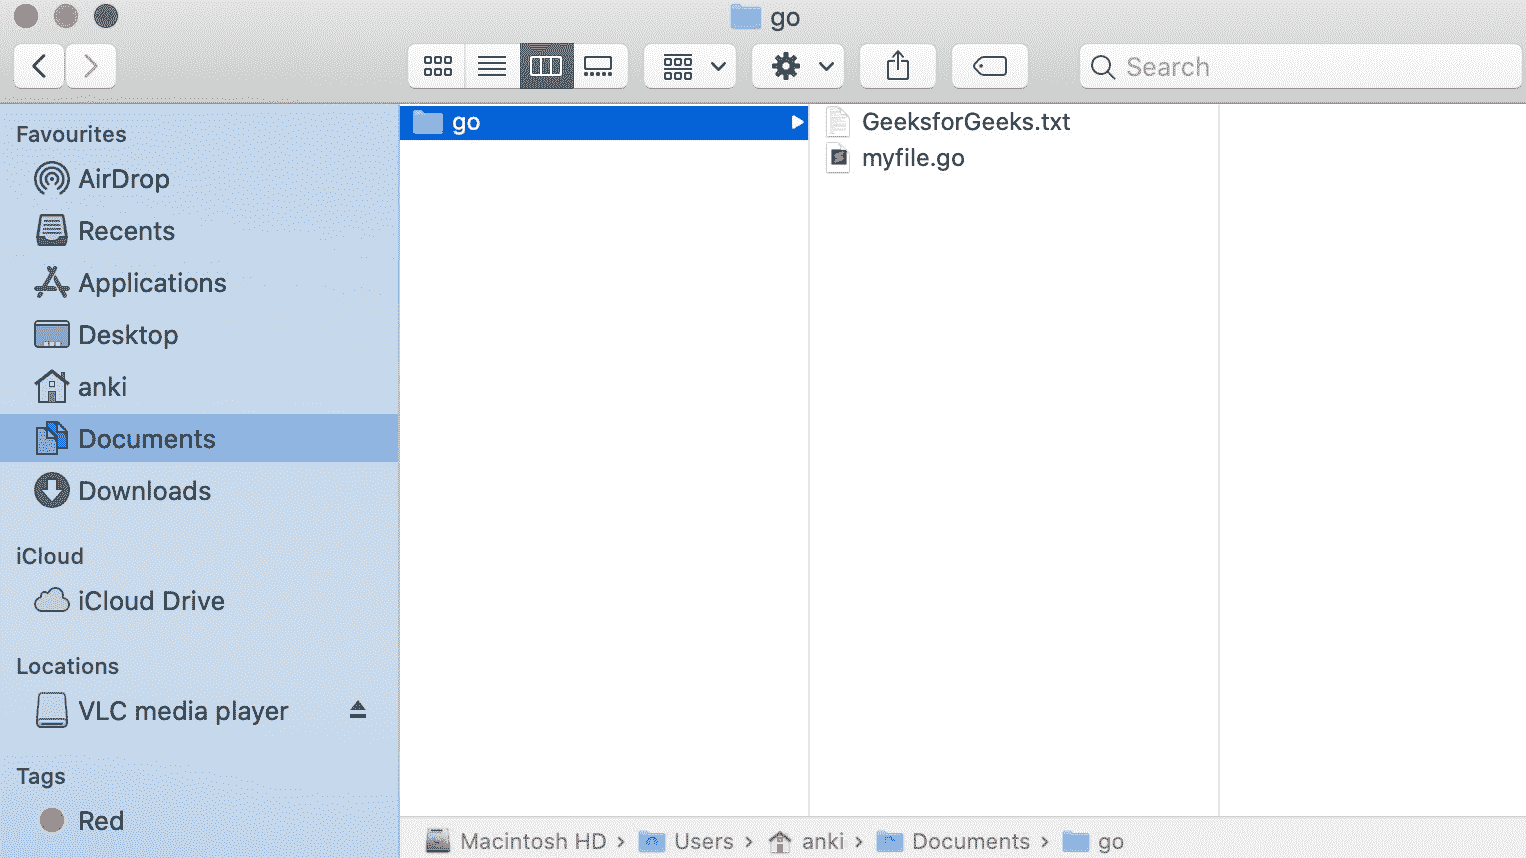 go
Search
Favourites
AirDrop
Recents
Applications
Desktop
anki
Documents
Downloads
iCloud
iCloud Drive
Locations
VLC media player
Tags
Red
go
GeeksforGeeks.txt
myfile.go
Macintosh HD › Users › anki › Documents › go